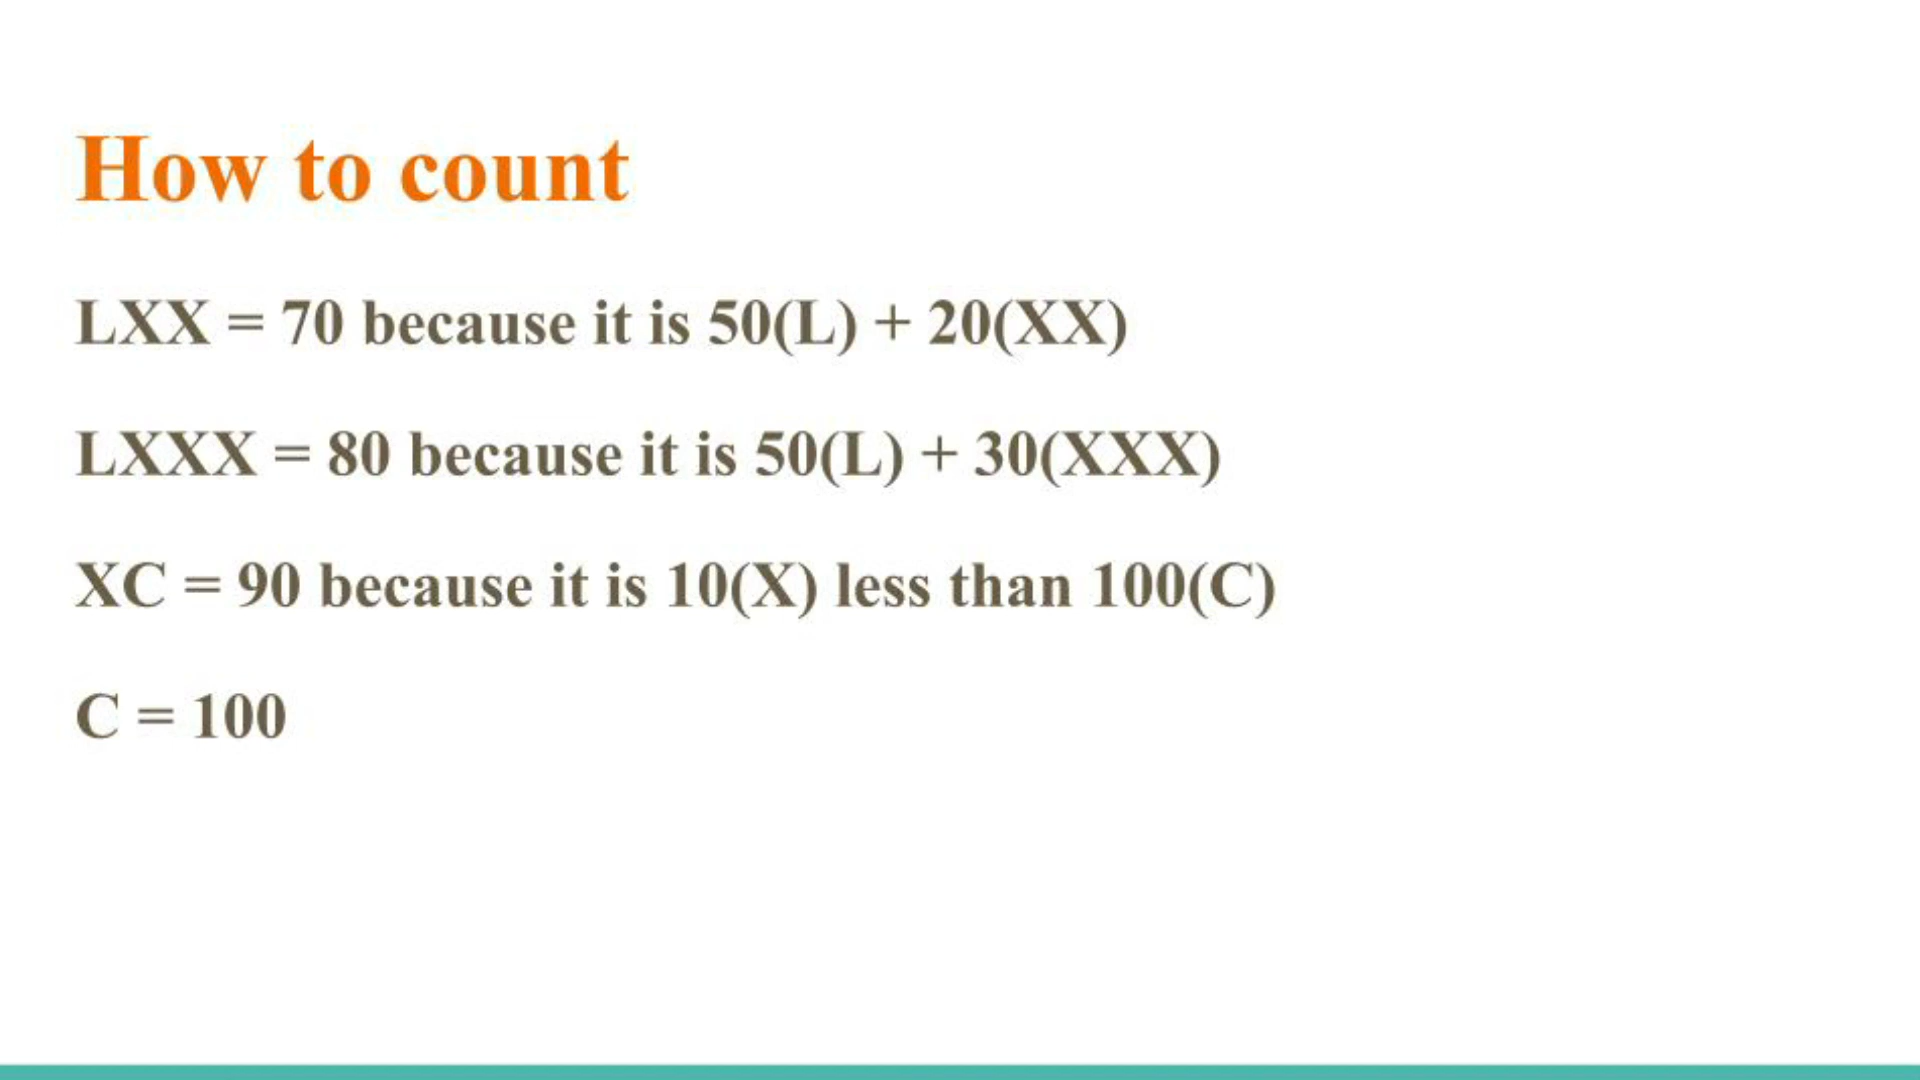 How to count
LXX = 70 because it is 50(L) + 20(XX)
LXXX = 80 because it is 50(L) + 30(XXX)
XC = 90 because it is 10(X) less than 100(C)
C = 100